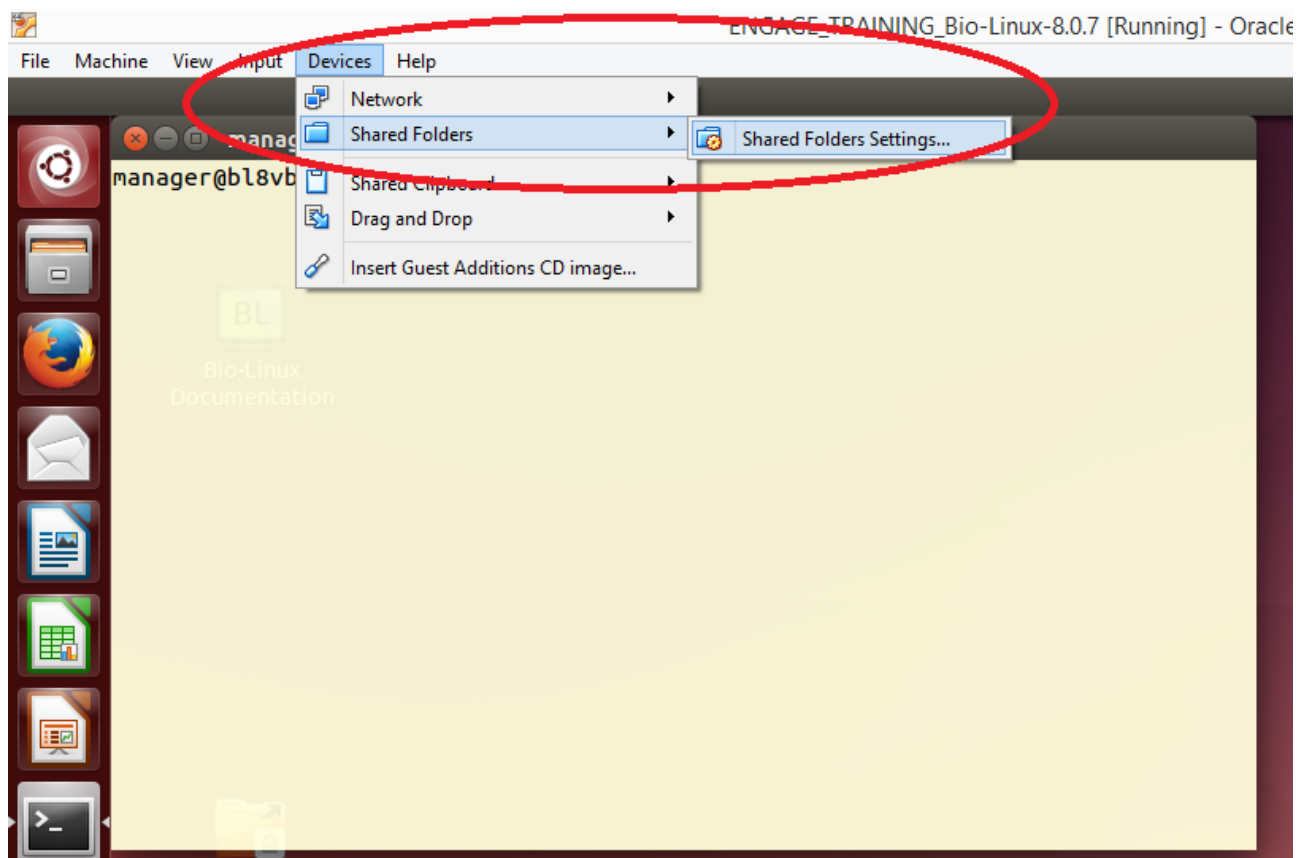 ENGAGE_TRAINING_Bio-Linux-8.0.7 [Running] - Oracle
File Machine View Input Devices Help
Network
Shared Folders
Shared Folders Settings...
Shared Clipboard
Drag and Drop
Insert Guest Additions CD image...
manag
manager@bl8vb
BL
Bio-Linux
Documentation
>_